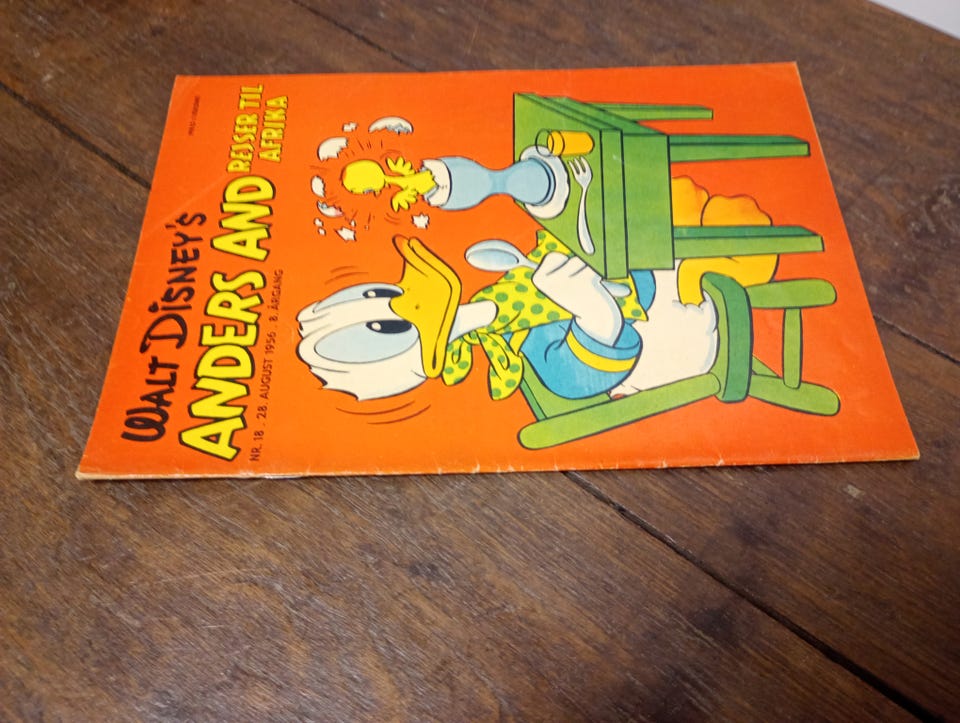 WALT DISNEY'S
ANDERS AND REJSER TIL
AFRIKA
NR. 18 . 28. AUGUST 1956 . 8. ÅRGANG